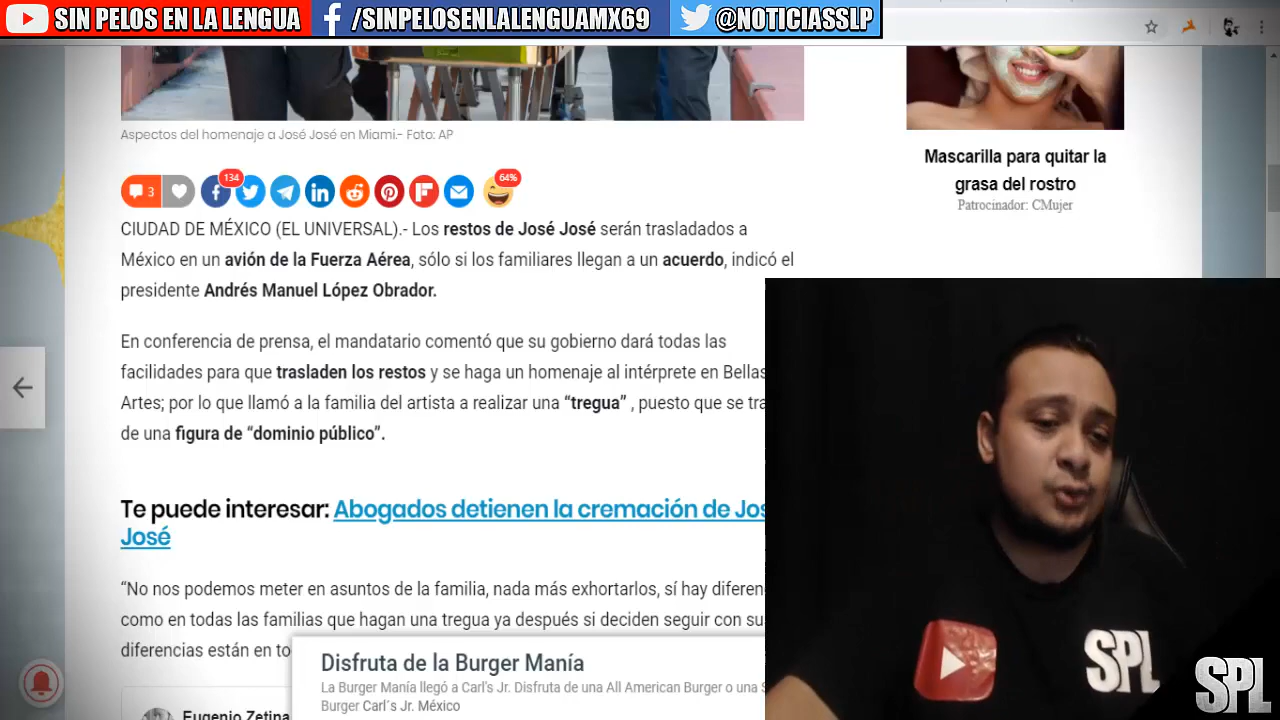 SIN PELOS EN LA LENGUA
/SINPELOSENLALENGUAMX69
@NOTICIASSLP
Aspectos del homenaje a José José en Miami.- Foto: AP
Mascarilla para quitar la
grasa del rostro
Patrocinador: CMujer
3
134
64%
CIUDAD DE MÉXICO (EL UNIVERSAL).- Los restos de José José serán trasladados a
México en un avión de la Fuerza Aérea, sólo si los familiares llegan a un acuerdo, indicó el
presidente Andrés Manuel López Obrador.
En conferencia de prensa, el mandatario comentó que su gobierno dará todas las
facilidades para que trasladen los restos y se haga un homenaje al intérprete en Bellas
Artes; por lo que llamó a la familia del artista a realizar una “tregua” , puesto que se
de una figura de “dominio público”.
Te puede interesar: Abogados detienen la cremación de
José
“No nos podemos meter en asuntos de la familia, nada más exhortarlos, sí hay
como en todas las familias que hagan una tregua ya después si deciden seguir con
diferencias están en
Disfruta de la Burger Manía
La Burger Manía llegó a Carl's Jr. Disfruta de una All American Burger o una
Burger Carl´s Jr. México
Eugenio Zetina
SPL
SPL